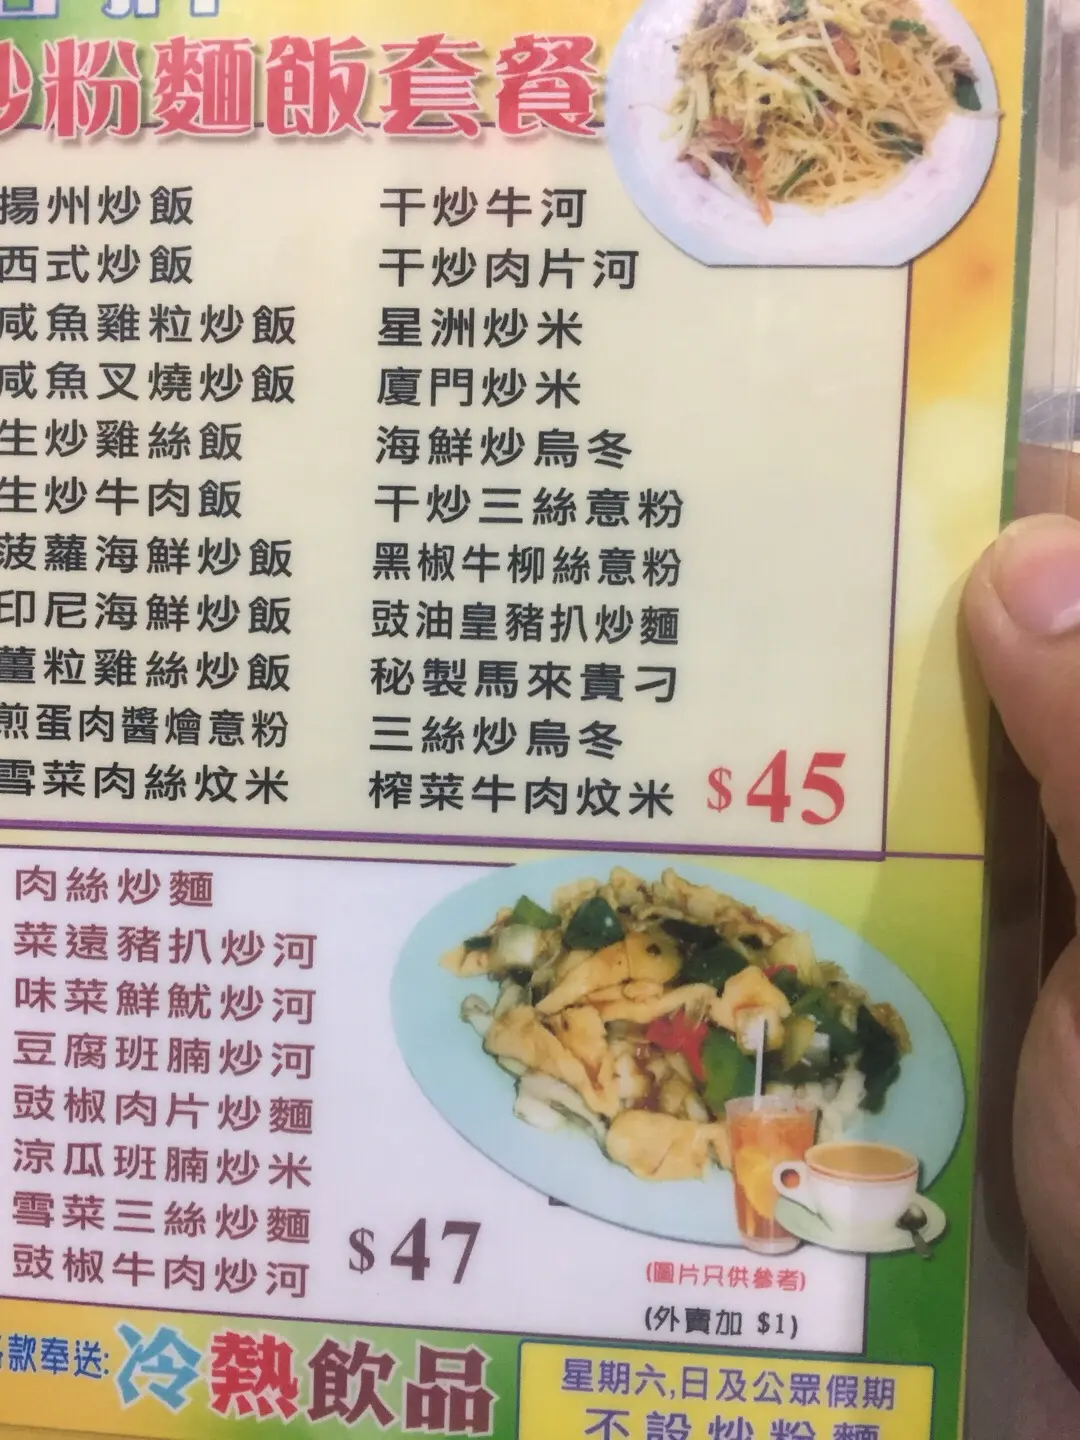 炒粉麵飯套餐
揚州炒飯
西式炒飯
咸魚雞粒炒飯
咸魚叉燒炒飯
生炒雞絲飯
生炒牛肉飯
菠蘿海鮮炒飯
印尼海鮮炒飯
薑粒雞絲炒飯
煎蛋肉醬燴意粉
雪菜肉絲炆米
干炒牛河
干炒肉片河
星洲炒米
廈門炒米
海鮮炒烏冬
干炒三絲意粉
黑椒牛柳絲意粉
豉油皇豬扒炒麵
秘製馬來貴刁
三絲炒烏冬
榨菜牛肉炆米
$45
肉絲炒麵
菜遠豬扒炒河
味菜鮮魷炒河
豆腐班腩炒河
豉椒肉片炒麵
涼瓜班腩炒米
雪菜三絲炒麵
豉椒牛肉炒河
$47
(圖片只供參考)
(外賣加 $1)
款奉送:冷熱飲品
星期六,日及公眾假期
不設炒粉麵